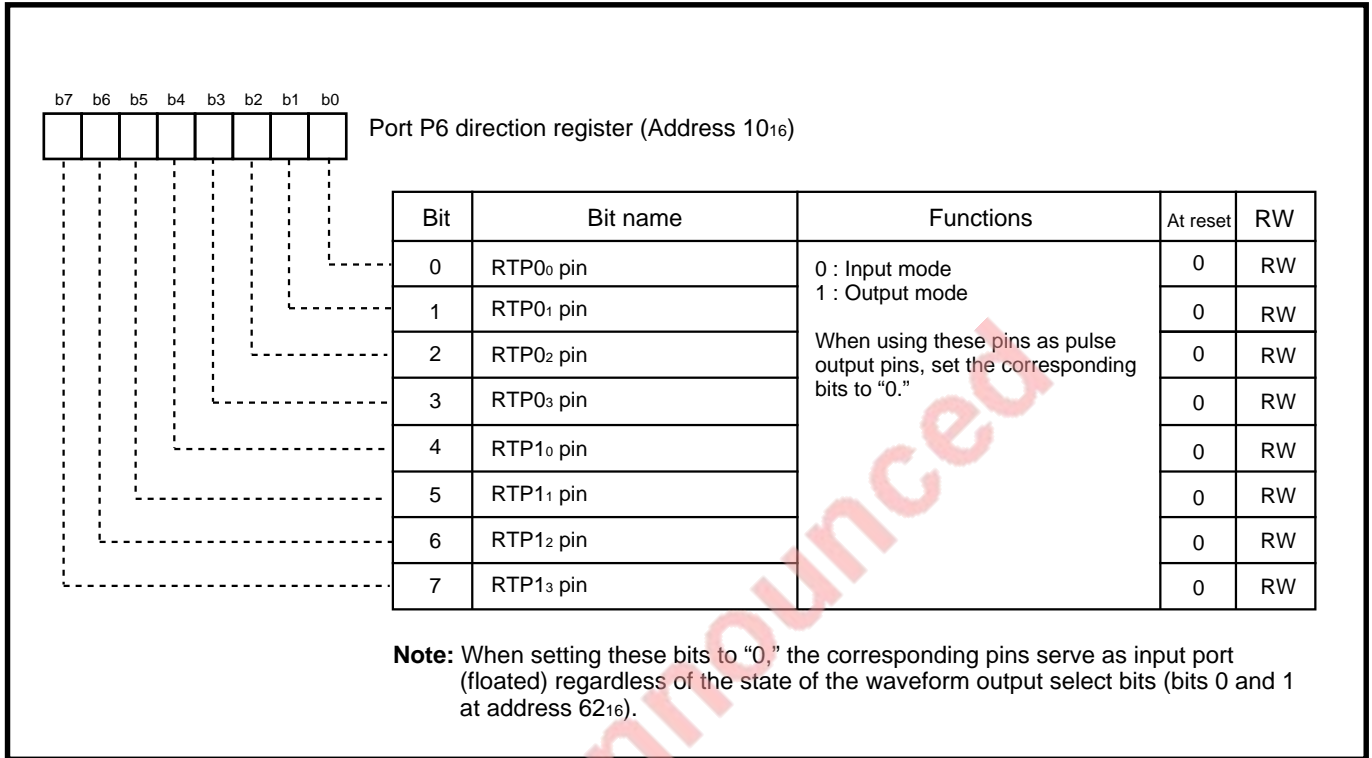 b7 b6 b5 b4 b3 b2 b1 b0
Port P6 direction register (Address 10₁₆)
Bit Bit name Functions At reset RW
0 RTP0₀ pin 0 : Input mode 0 RW
1 RTP0₁ pin 1 : Output mode 0 RW
2 RTP0₂ pin When using these pins as pulse 0 RW
output pins, set the corresponding
3 RTP0₃ pin bits to “0.” 0 RW
4 RTP1₀ pin 0 RW
5 RTP1₁ pin 0 RW
6 RTP1₂ pin 0 RW
7 RTP1₃ pin 0 RW
Note: When setting these bits to “0,” the corresponding pins serve as input port
(floated) regardless of the state of the waveform output select bits (bits 0 and 1
at address 62₁₆).